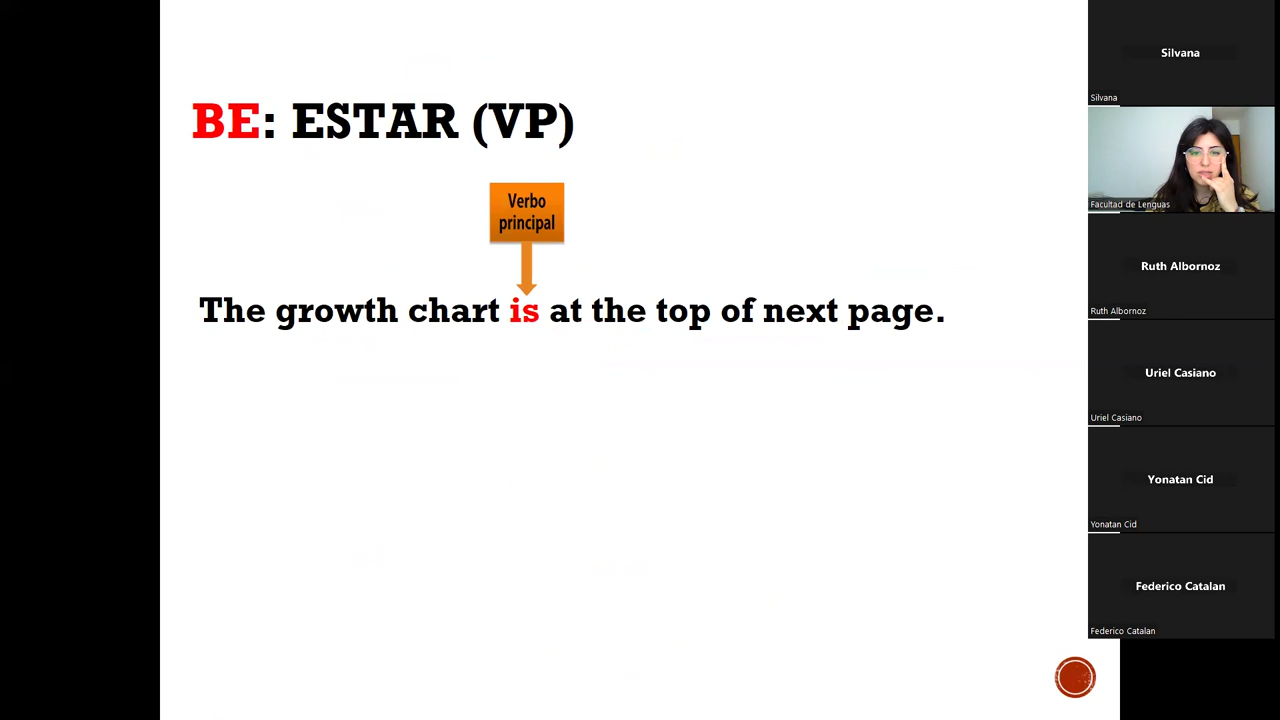 BE: ESTAR (VP)
Verbo
principal
The growth chart is at the top of next page.
Silvana
Silvana
Facultad de Lenguas
Ruth Albornoz
Ruth Albornoz
Uriel Casiano
Uriel Casiano
Yonatan Cid
Yonatan Cid
Federico Catalan
Federico Catalan